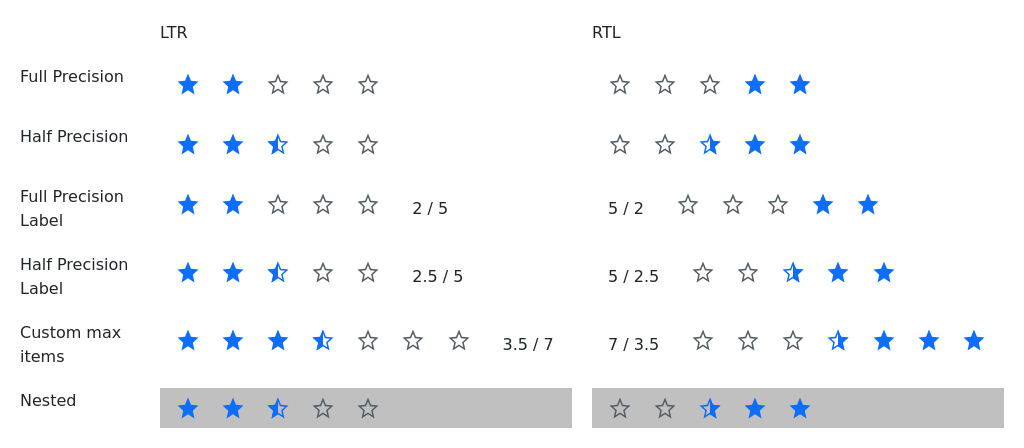 LTR RTL
Full Precision
Half Precision
Full Precision
Label
2 / 5 5 / 2
Half Precision
Label
2.5 / 5 5 / 2.5
Custom max
items
3.5 / 7 7 / 3.5
Nested